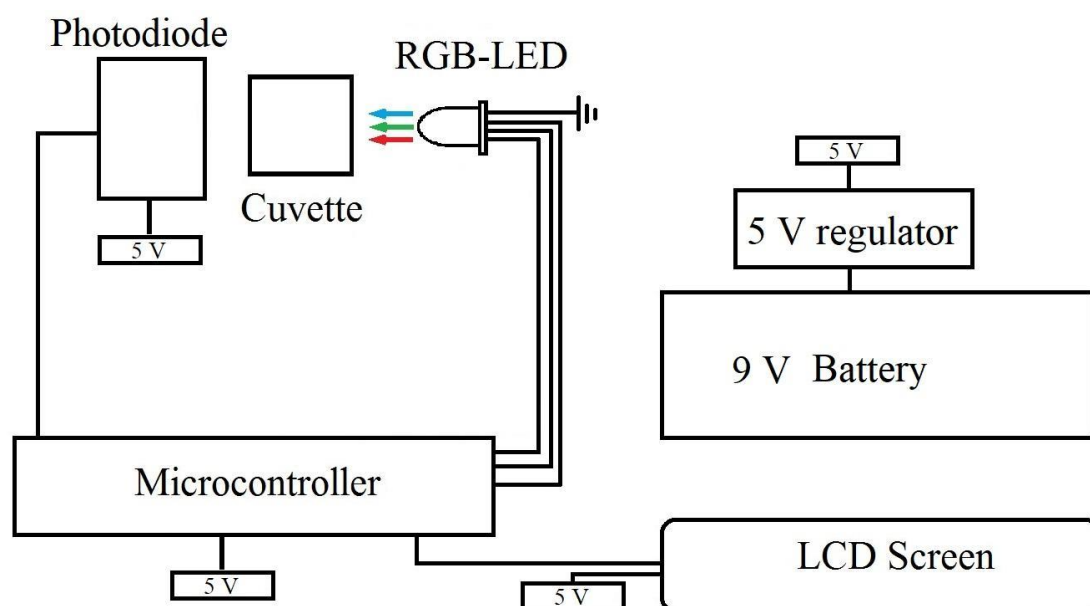 Photodiode
RGB-LED
Cuvette
5 V
5 V
5 V regulator
9 V Battery
Microcontroller
LCD Screen
5 V
5 V